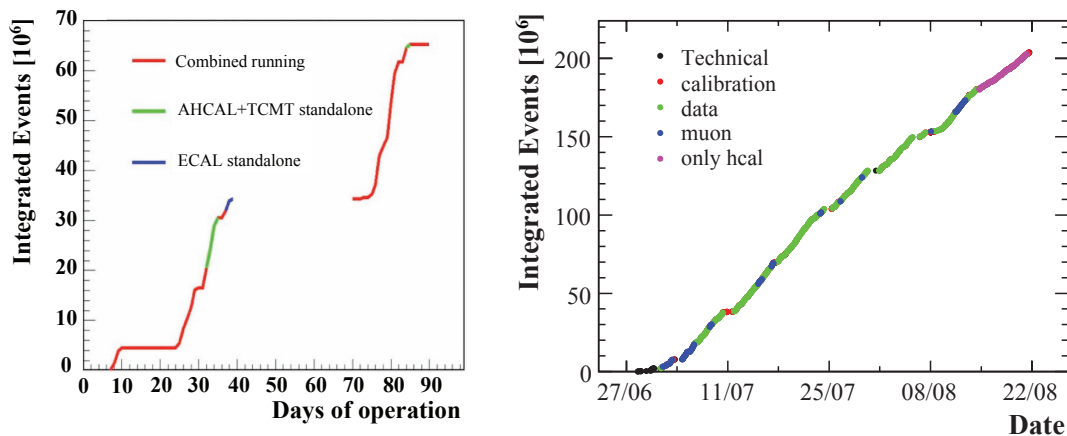 Integrated Events [10⁶]
70
60
50
40
30
20
10
0
Combined running
AHCAL+TCMT standalone
ECAL standalone
0 10 20 30 40 50 60 70 80 90
Days of operation
Integrated Events [10⁶]
200
150
100
50
0
Technical
calibration
data
muon
only hcal
27/06 11/07 25/07 08/08 22/08
Date